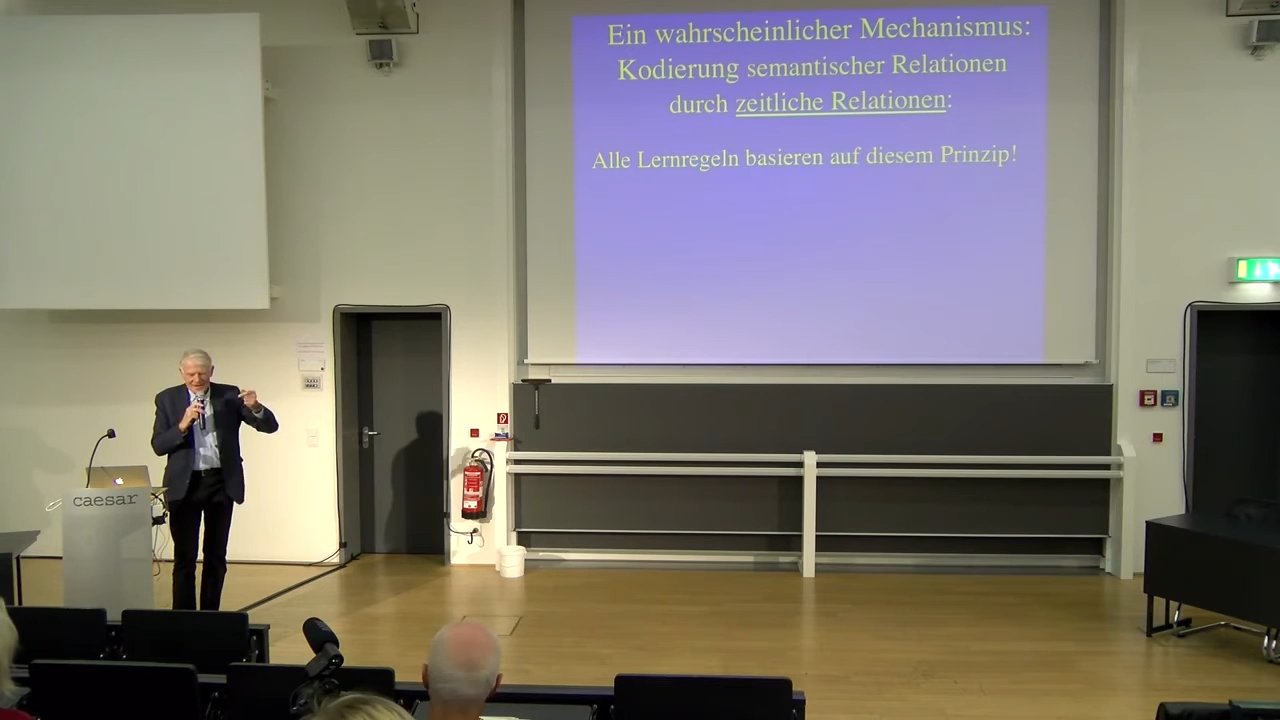 Ein wahrscheinlicher Mechanismus:
Kodierung semantischer Relationen
durch zeitliche Relationen:
Alle Lernregeln basieren auf diesem Prinzip!
caesar